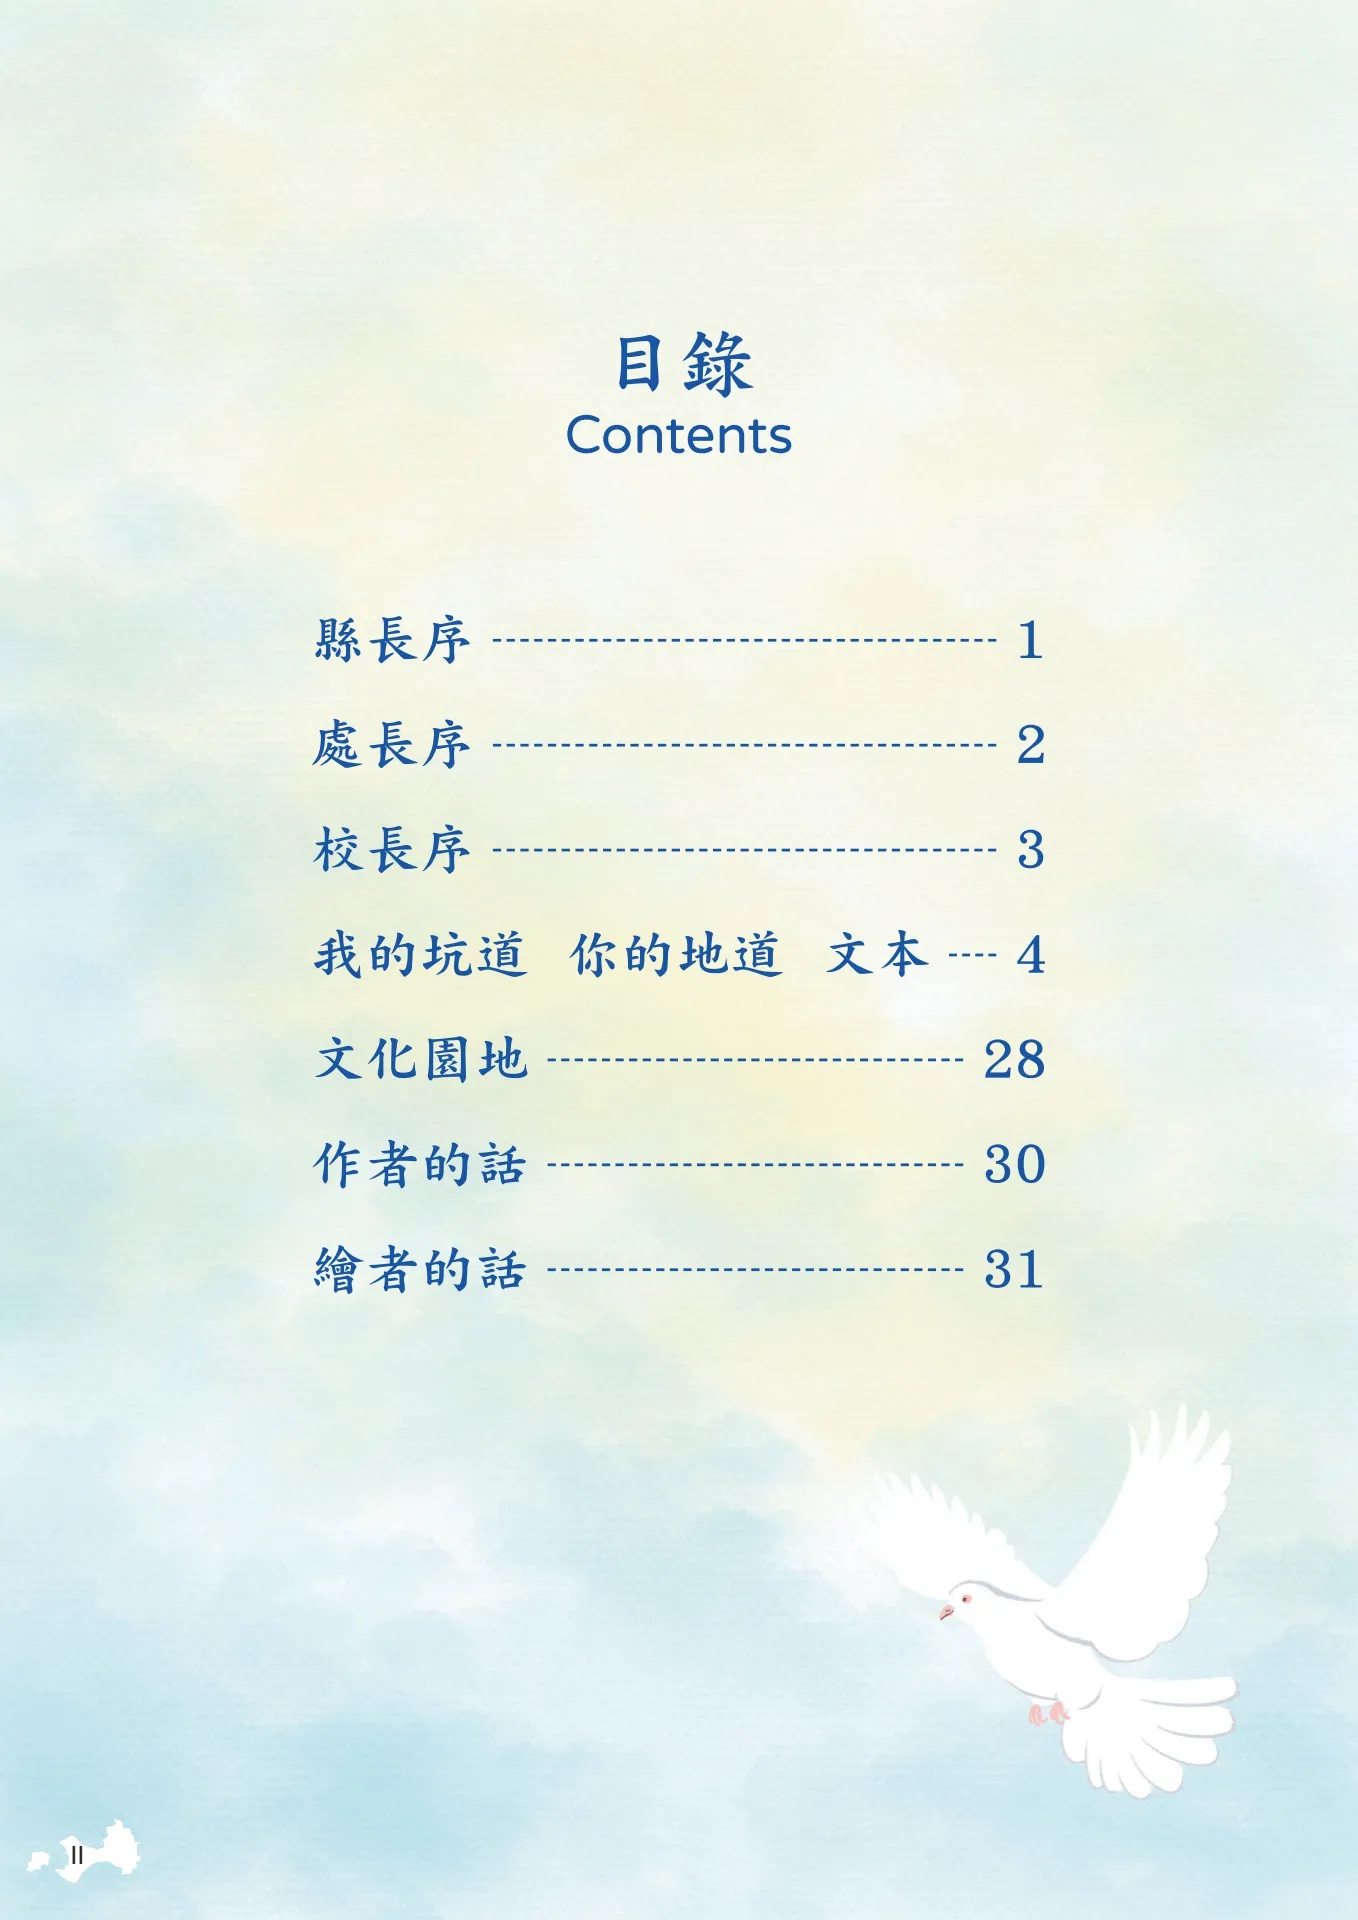 目錄
Contents
縣長序 ------------------------------------- 1
處長序 ------------------------------------- 2
校長序 ------------------------------------- 3
我的坑道 你的地道 文本 ---- 4
文化園地 ------------------------------- 28
作者的話 ------------------------------- 30
繪者的話 ------------------------------- 31
II